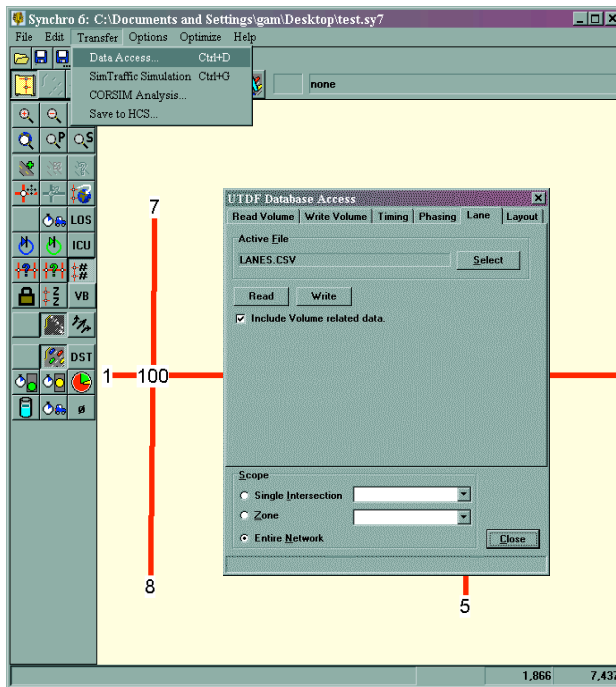 Synchro 6: C:\Documents and Settings\gam\Desktop\test.sy7
File Edit Transfer Options Optimize Help
Data Access... Ctrl+D
SimTraffic Simulation Ctrl+G
CORSIM Analysis...
Save to HCS...
none
P S
LOS
ICU
##
Z
Z
VB
DST
ø
7
1
100
8
5
UTDF Database Access
Read Volume Write Volume Timing Phasing Lane Layout
Active File
LANES.CSV Select
Read Write
Include Volume related data.
Scope
Single Intersection
Zone
Entire Network Close
1,866 7,437